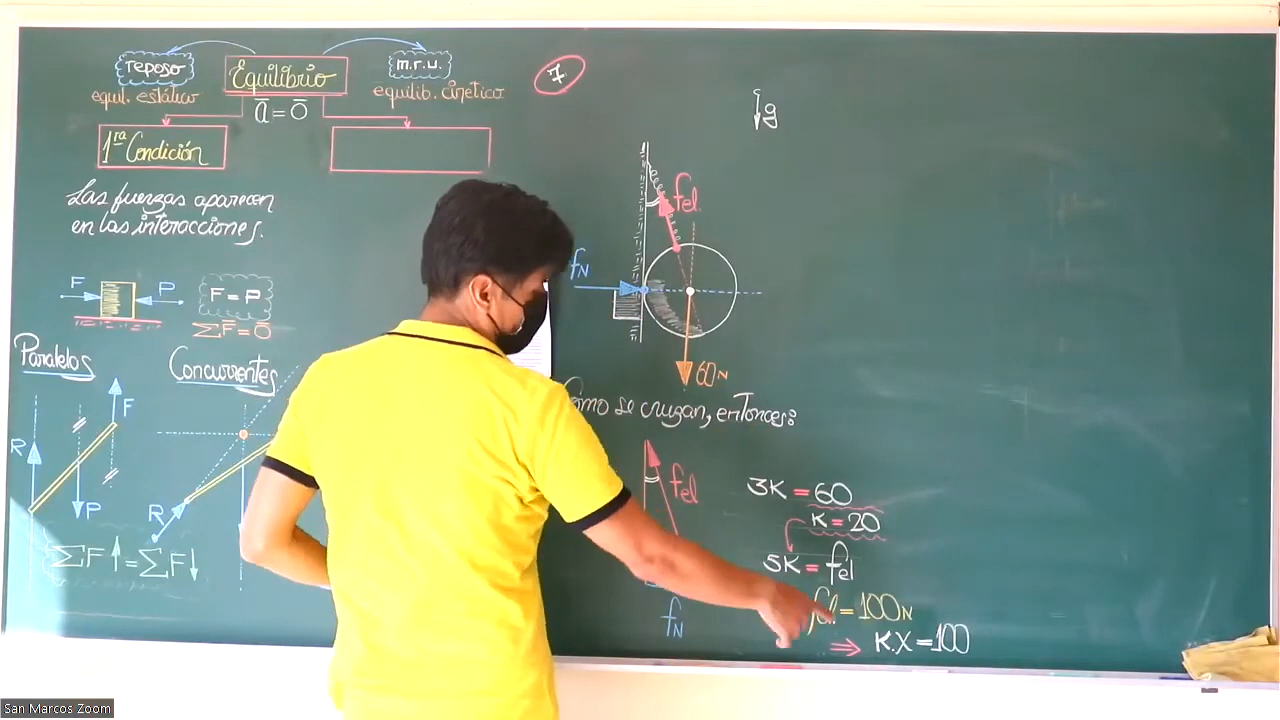 reposo
Equilibrio
m.r.u.
equil. estático
a̅ = 0̅
equilib. cinético
1ra Condición
Las fuerzas aparecen
en las interacciones.
F
P
F = P
ΣF̅ = 0̅
Paralelos
Concurrentes
F
R
P
R
ΣF↑ = ΣF↓
7
g
fel.
fN
60N
se cruzan, entonces:
fel
fN
3K = 60
K = 20
5K = fel
fel = 100N
⇒ K.X = 100
San Marcos Zoom